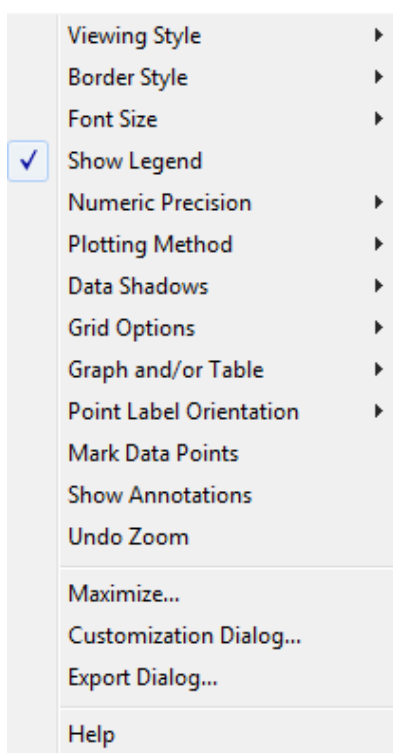 Viewing Style
Border Style
Font Size
Show Legend
Numeric Precision
Plotting Method
Data Shadows
Grid Options
Graph and/or Table
Point Label Orientation
Mark Data Points
Show Annotations
Undo Zoom
Maximize...
Customization Dialog...
Export Dialog...
Help